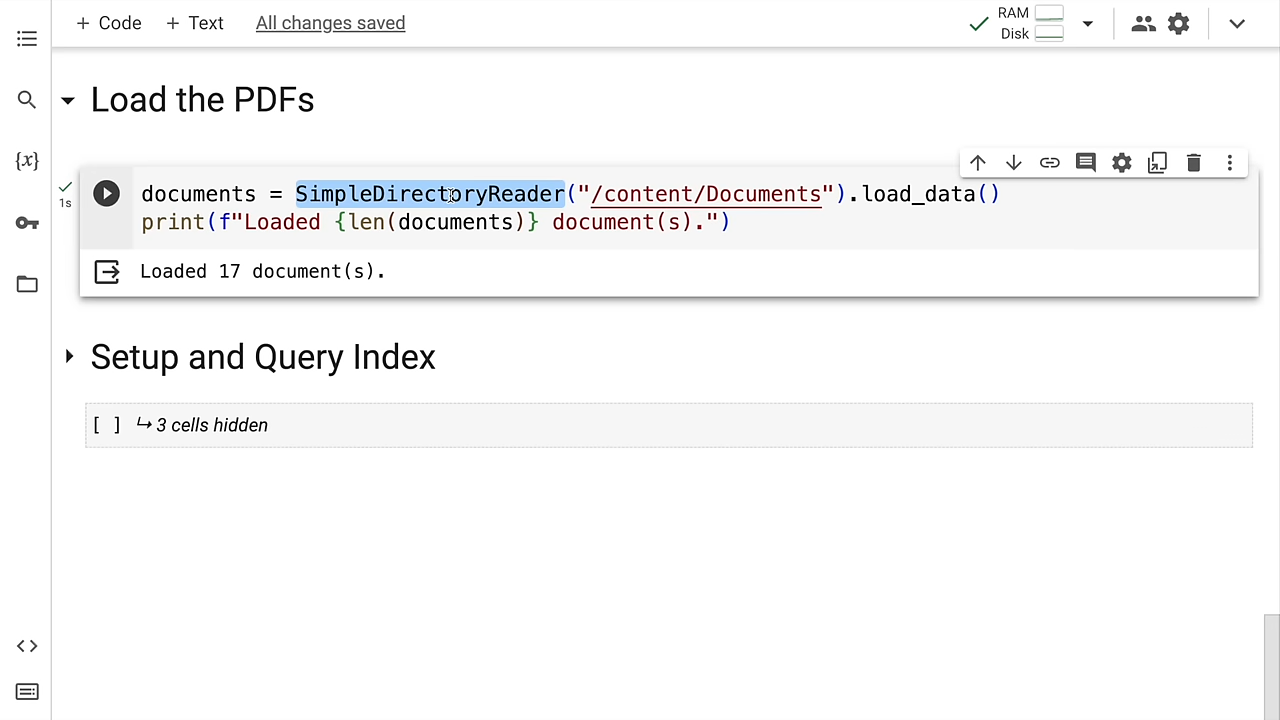 + Code + Text All changes saved
RAM
Disk
Load the PDFs
{x}
1s
documents = SimpleDirectoryReader("/content/Documents").load_data()
print(f"Loaded {len(documents)} document(s).")
Loaded 17 document(s).
Setup and Query Index
[ ] ↳ 3 cells hidden